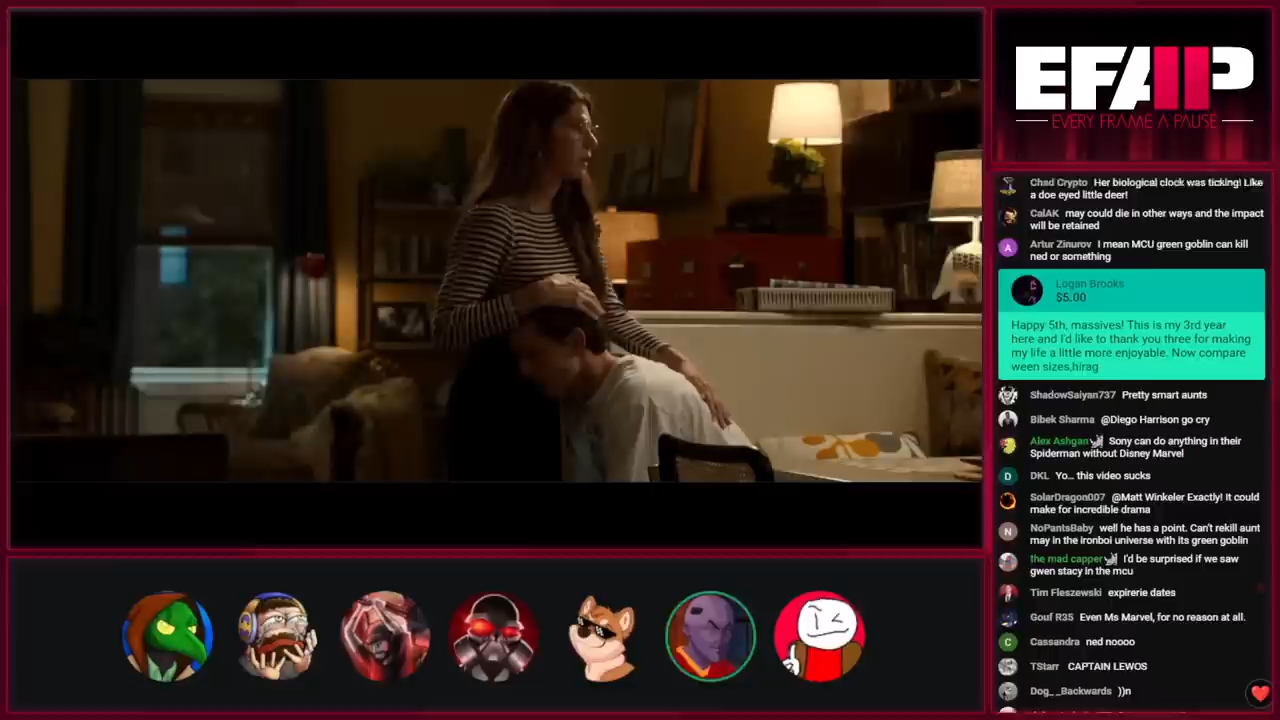 EFAP
EVERY FRAME A PAUSE
Chad Crypto Her biological clock was ticking! Like
a doe eyed little deer!
CalAK may could die in other ways and the impact
will be retained
Artur Zinurov I mean MCU green goblin can kill
ned or something
Logan Brooks
$5.00
Happy 5th, massives! This is my 3rd year
here and I'd like to thank you three for making
my life a little more enjoyable. Now compare
ween sizes,hirag
ShadowSaiyan737 Pretty smart aunts
Bibek Sharma @Diego Harrison go cry
Alex Ashgan Sony can do anything in their
Spiderman without Disney Marvel
D
DKL Yo... this video sucks
SolarDragon007 @Matt Winkeler Exactly! It could
make for incredible drama
N
NoPantsBaby well he has a point. Can't rekill aunt
may in the ironboi universe with its green goblin
the mad capper I'd be surprised if we saw
gwen stacy in the mcu
Tim Fleszewski expirerie dates
Gouf R35 Even Ms Marvel, for no reason at all.
C
Cassandra ned noooo
TStarr CAPTAIN LEWOS
Dog__Backwards ))n